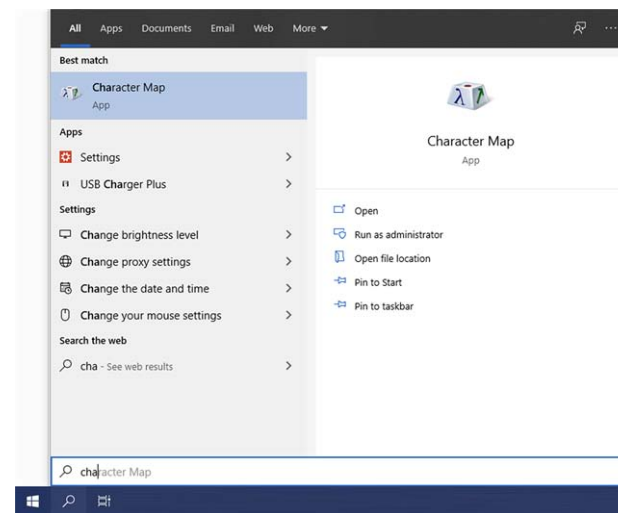 All Apps Documents Email Web More
Best match
Character Map
App
Apps
Settings
USB Charger Plus
Settings
Change brightness level
Change proxy settings
Change the date and time
Change your mouse settings
Search the web
cha - See web results
Character Map
App
Open
Run as administrator
Open file location
Pin to Start
Pin to taskbar
character Map